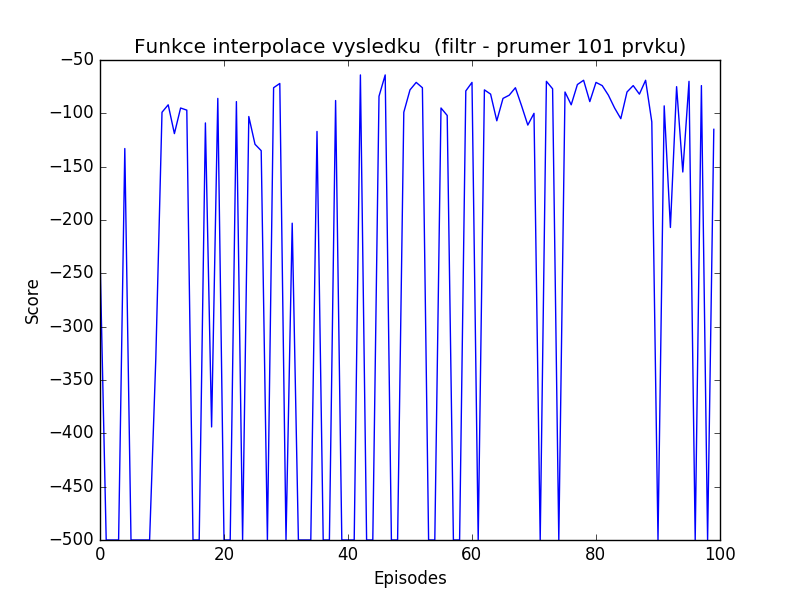 Funkce interpolace vysledku  (filtr - prumer 101 prvku)
−50
−100
−150
−200
−250
−300
−350
−400
−450
−500
Score
0 20 40 60 80 100
Episodes